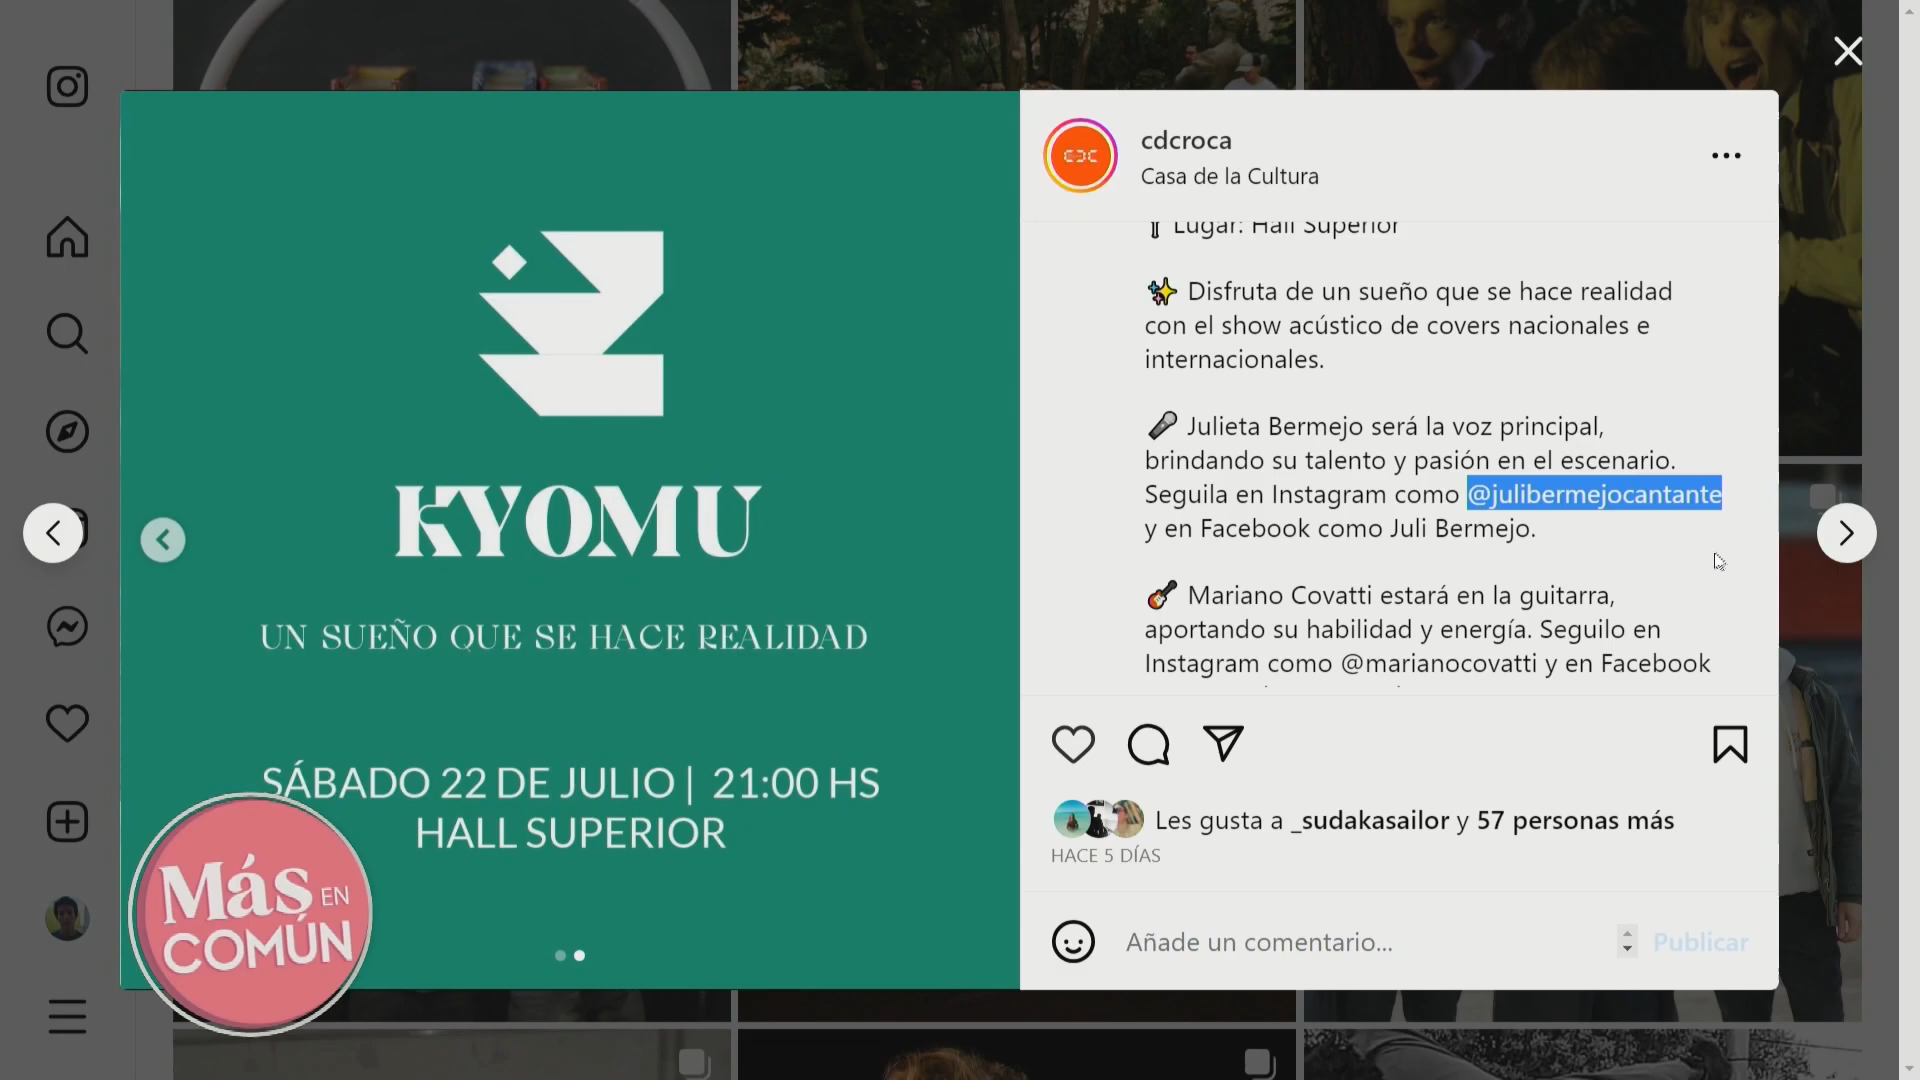 cdcroca
Casa de la Cultura
Lugar: Hall Superior
Disfruta de un sueño que se hace realidad
con el show acústico de covers nacionales e
internacionales.
Julieta Bermejo será la voz principal,
brindando su talento y pasión en el escenario.
Seguila en Instagram como @julibermejocantante
y en Facebook como Juli Bermejo.
Mariano Covatti estará en la guitarra,
aportando su habilidad y energía. Seguilo en
Instagram como @marianocovatti y en Facebook
Les gusta a _sudakasailor y 57 personas más
HACE 5 DÍAS
Añade un comentario...
Publicar
KYOMU
UN SUEÑO QUE SE HACE REALIDAD
SÁBADO 22 DE JULIO | 21:00 HS
HALL SUPERIOR
Más EN
COMÚN